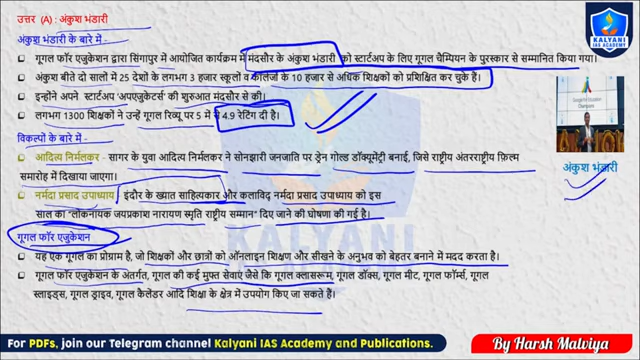 उत्तर (A) : अंकुश भंडारी
अंकुश भंडारी के बारे में -
गूगल फॉर एजुकेशन द्वारा सिंगापुर में आयोजित कार्यक्रम में मंदसौर के अंकुश भंडारी को स्टार्टअप के लिए गूगल चैम्पियन के पुरस्कार से सम्मानित किया गया।
अंकुश बीते दो सालों में 25 देशों के लगभग 3 हजार स्कूलों व कॉलेजों के 10 हजार से अधिक शिक्षकों को प्रशिक्षित कर चुके हैं।
इन्होंने अपने स्टार्टअप 'अपएजुकेटर्स' की शुरुआत मंदसौर से की।
लगभग 1300 शिक्षकों ने उन्हें गूगल रिव्यू पर 5 में से 4.9 रेटिंग दी है।
विकल्पों के बारे में -
आदित्य निर्मलकर - सागर के युवा आदित्य निर्मलकर ने सोनझारी जनजाति पर ड्रेन गोल्ड डॉक्यूमेंट्री बनाई, जिसे राष्ट्रीय अंतरराष्ट्रीय फ़िल्म
समारोह में दिखाया जाएगा।
नर्मदा प्रसाद उपाध्याय इंदौर के ख्यात साहित्यकार और कलाविद् नर्मदा प्रसाद उपाध्याय को इस
साल का "लोकनायक जयप्रकाश नारायण स्मृति राष्ट्रीय सम्मान" दिए जाने की घोषणा की गई है।
गूगल फॉर एजुकेशन
यह एक गूगल का प्रोग्राम है, जो शिक्षकों और छात्रों को ऑनलाइन शिक्षण और सीखने के अनुभव को बेहतर बनाने में मदद करता है।
गूगल फॉर एजुकेशन के अंतर्गत, गूगल की कई मुफ्त सेवाएं जैसे कि गूगल क्लासरूम, गूगल डॉक्स, गूगल मीट, गूगल फॉर्म्स, गूगल
स्लाइड्स, गूगल ड्राइव, गूगल कैलेंडर आदि शिक्षा के क्षेत्र में उपयोग किए जा सकते हैं।
KALYANI
IAS ACADEMY
अंकुश भंडारी
KALYANI
For PDFs, join our Telegram channel Kalyani IAS Academy and Publications.
By Harsh Malviya